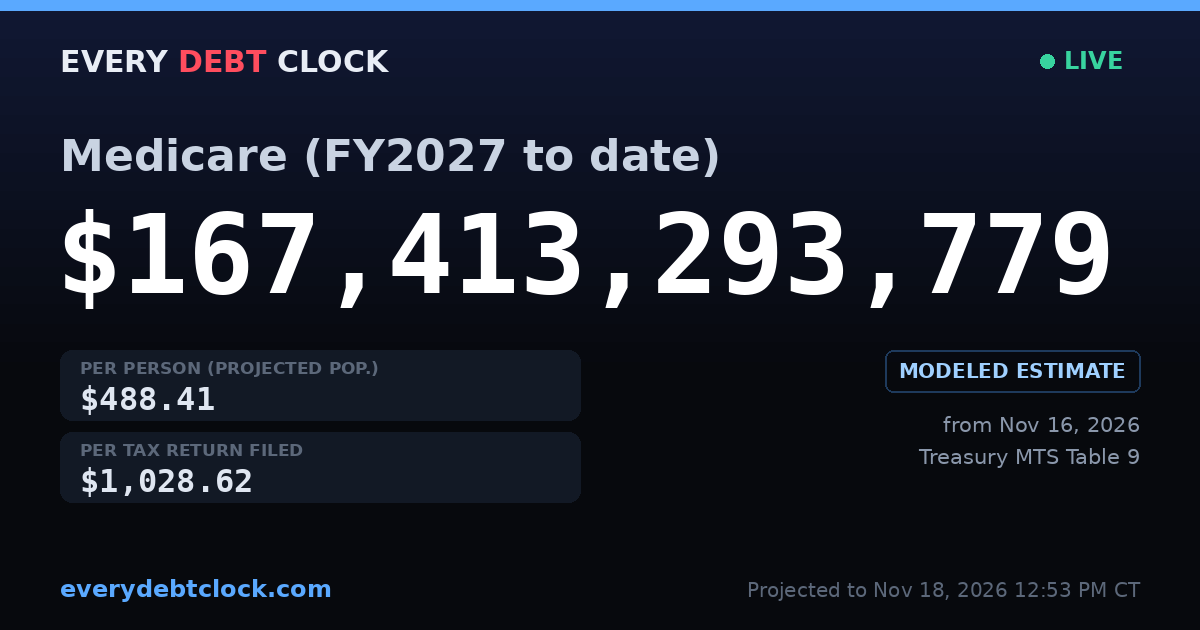 EVERY DEBT CLOCK
LIVE
Medicare (FY2027 to date)
$167,413,293,779
PER PERSON (PROJECTED POP.)
$488.41
PER TAX RETURN FILED
$1,028.62
MODELED ESTIMATE
from Nov 16, 2026
Treasury MTS Table 9
everydebtclock.com
Projected to Nov 18, 2026 12:53 PM CT